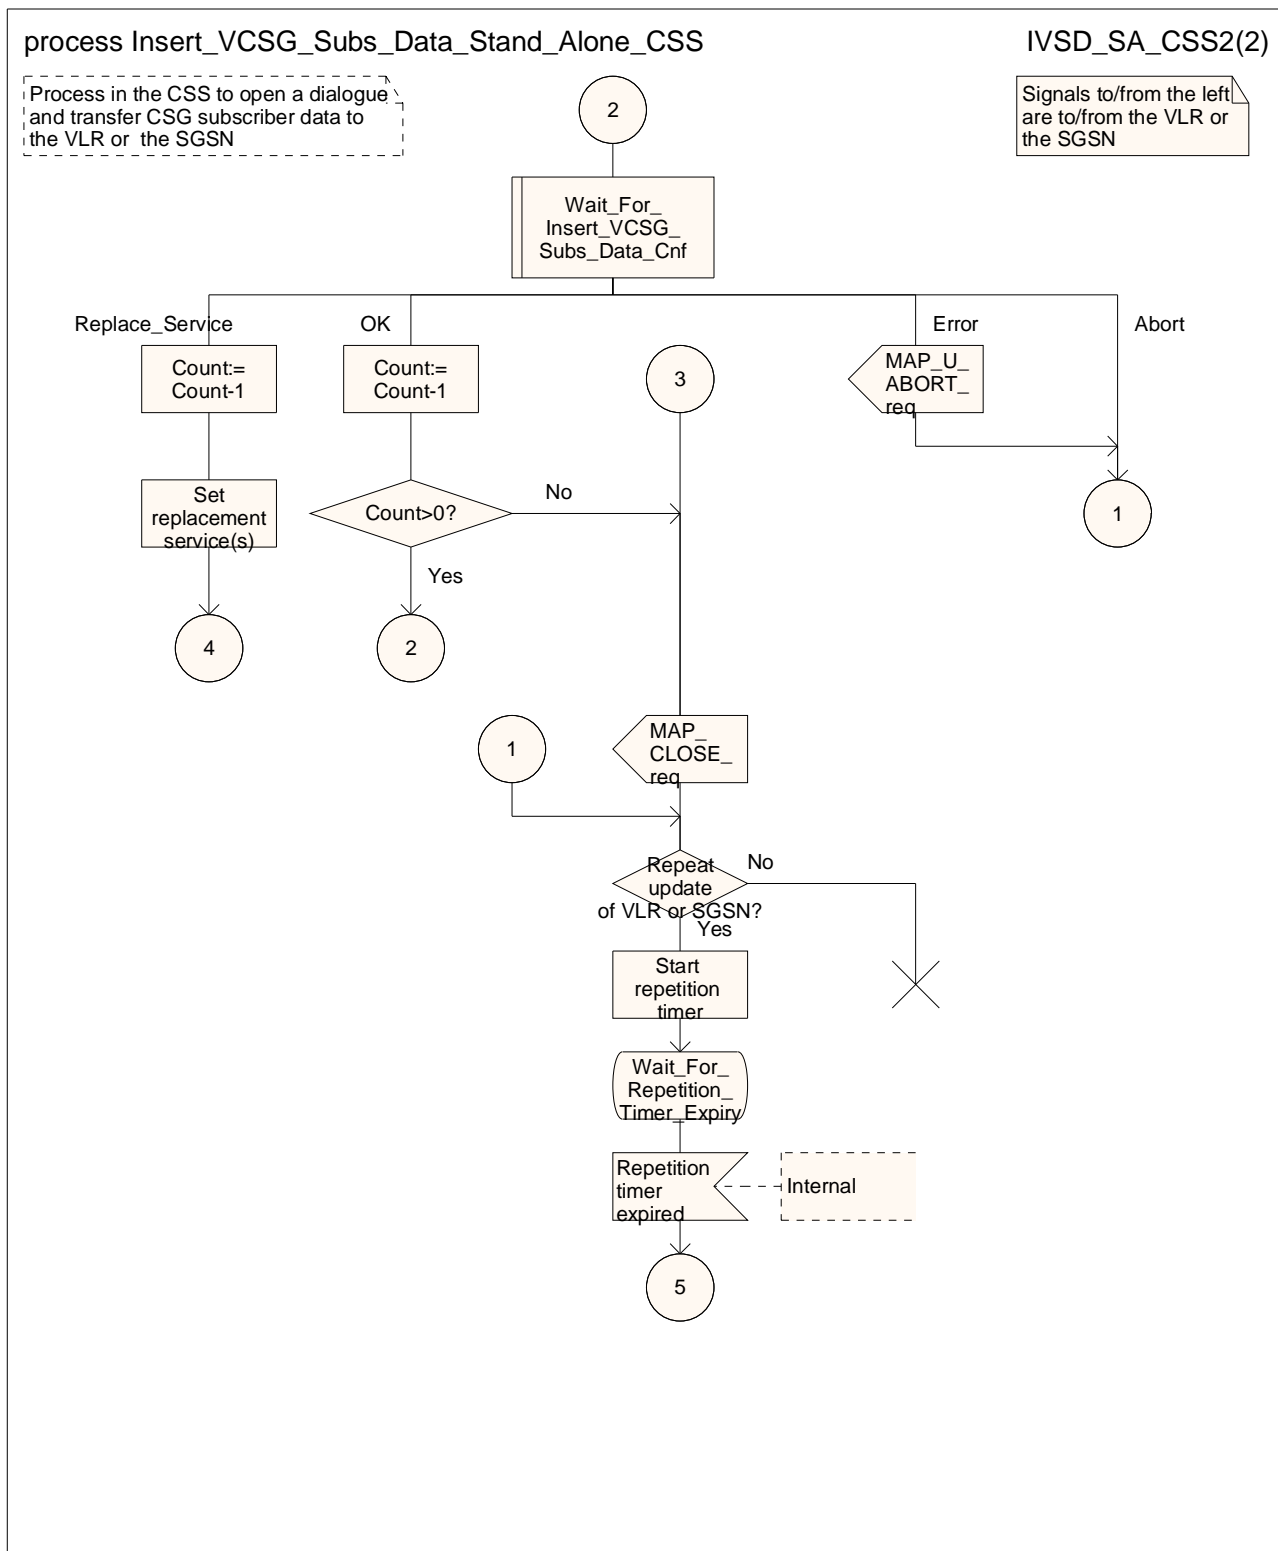 process Insert_VCSG_Subs_Data_Stand_Alone_CSS
IVSD_SA_CSS2(2)
Process in the CSS to open a dialogue
and transfer CSG subscriber data to
the VLR or the SGSN
2
Signals to/from the left
are to/from the VLR or
the SGSN
Wait_For_
Insert_VCSG_
Subs_Data_Cnf
Replace_Service
OK
Error
Abort
Count:=
Count-1
Count:=
Count-1
3
MAP_U_
ABORT_
req
Set
replacement
service(s)
Count>0?
No
1
Yes
4
2
1
MAP_
CLOSE_
req
Repeat
update
of VLR or SGSN?
No
Yes
Start
repetition
timer
Wait_For_
Repetition_
Timer_Expiry
Repetition
timer
expired
Internal
5